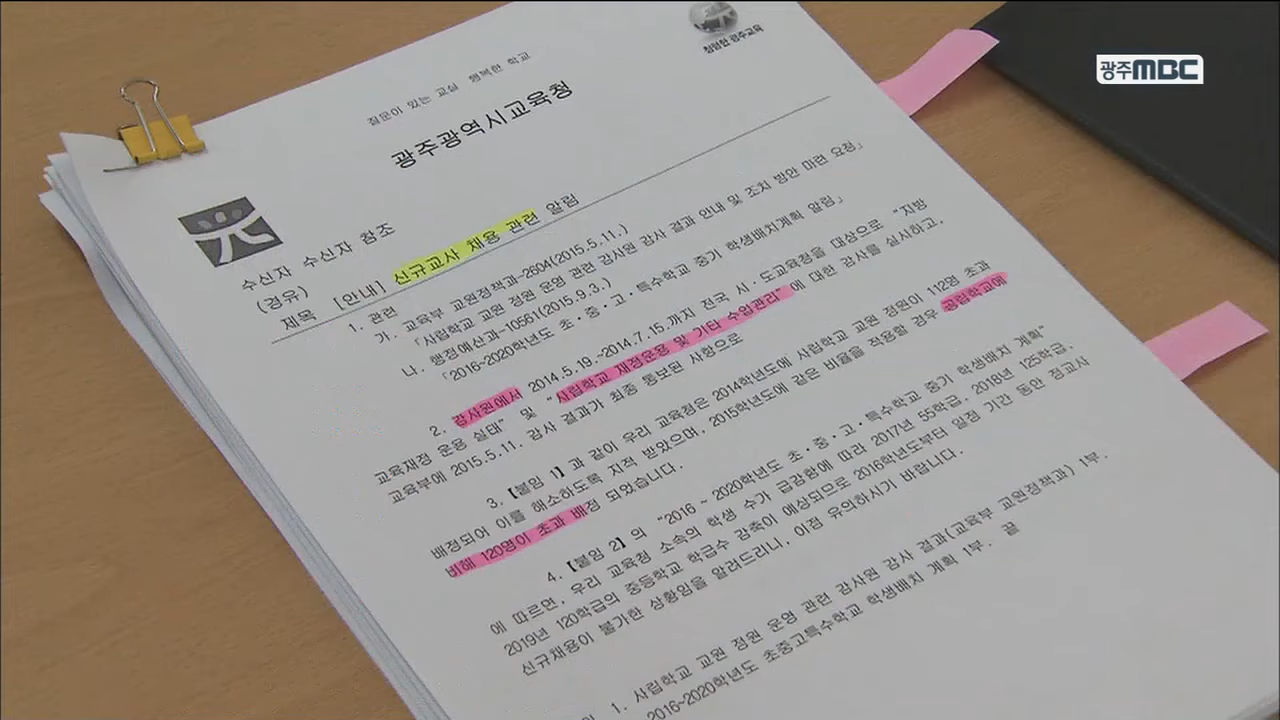 청렴한 광주교육
광주MBC
질문이 있는 교실 행복한 학교
광주광역시교육청
수신자 수신자 참조
(경유)
제목 [안내] 신규교사 채용 관련 알림
1. 관련
가. 교육부 교원정책과-2604(2015.5.11.)
「사립학교 교원 정원 운영 관련 감사원 감사 결과 안내 및 조치 방안 마련 요청」
나. 행정예산과-10561(2015.9.3.)
「2016~2020학년도 초·중·고·특수학교 중기 학생배치계획 알림」
2. 감사원에서 2014.5.19.~2014.7.15.까지 전국 시·도교육청을 대상으로 "지방
교육재정 운용 실태" 및 "사립학교 재정운용 및 기타 수입관리"에 대한 감사를 실시하고,
교육부에 2015.5.11. 감사 결과가 최종 통보된 사항으로
3. 【붙임 1】과 같이 우리 교육청은 2014학년도에 사립학교 교원 정원이 112명 초과
배정되어 이를 해소하도록 지적 받았으며, 2015학년도에 같은 비율을 적용할 경우 공립학교에
비해 120명이 초과 배정 되었습니다.
4. 【붙임 2】의 "2016 ~ 2020학년도 초·중·고·특수학교 중기 학생배치 계획"
에 따르면, 우리 교육청 소속의 학생 수가 급감함에 따라 2017년 55학급, 2018년 125학급,
2019년 120학급의 중등학교 학급수 감축이 예상되므로 2016학년도부터 일정 기간 동안 정교사
신규채용이 불가한 상황임을 알려드리니, 이점 유의하시기 바랍니다.
1. 사립학교 교원 정원 운영 관련 감사원 감사 결과(교육부 교원정책과) 1부.
2016-2020학년도 초중고특수학교 학생배치 계획 1부. 끝